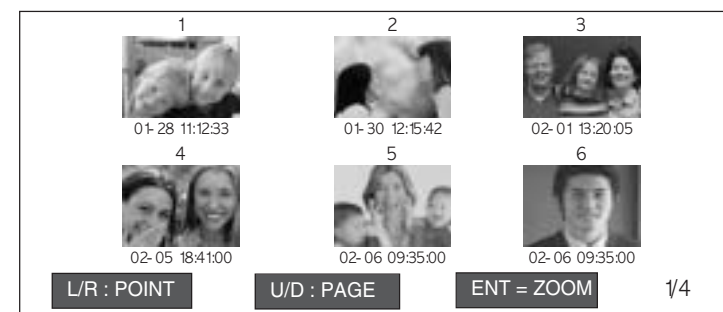 1 2 3
01-28 11:12:33 01-30 12:15:42 02-01 13:20:05
4 5 6
02-05 18:41:00 02-06 09:35:00 02-06 09:35:00
L/R : POINT U/D : PAGE ENT = ZOOM 1/4